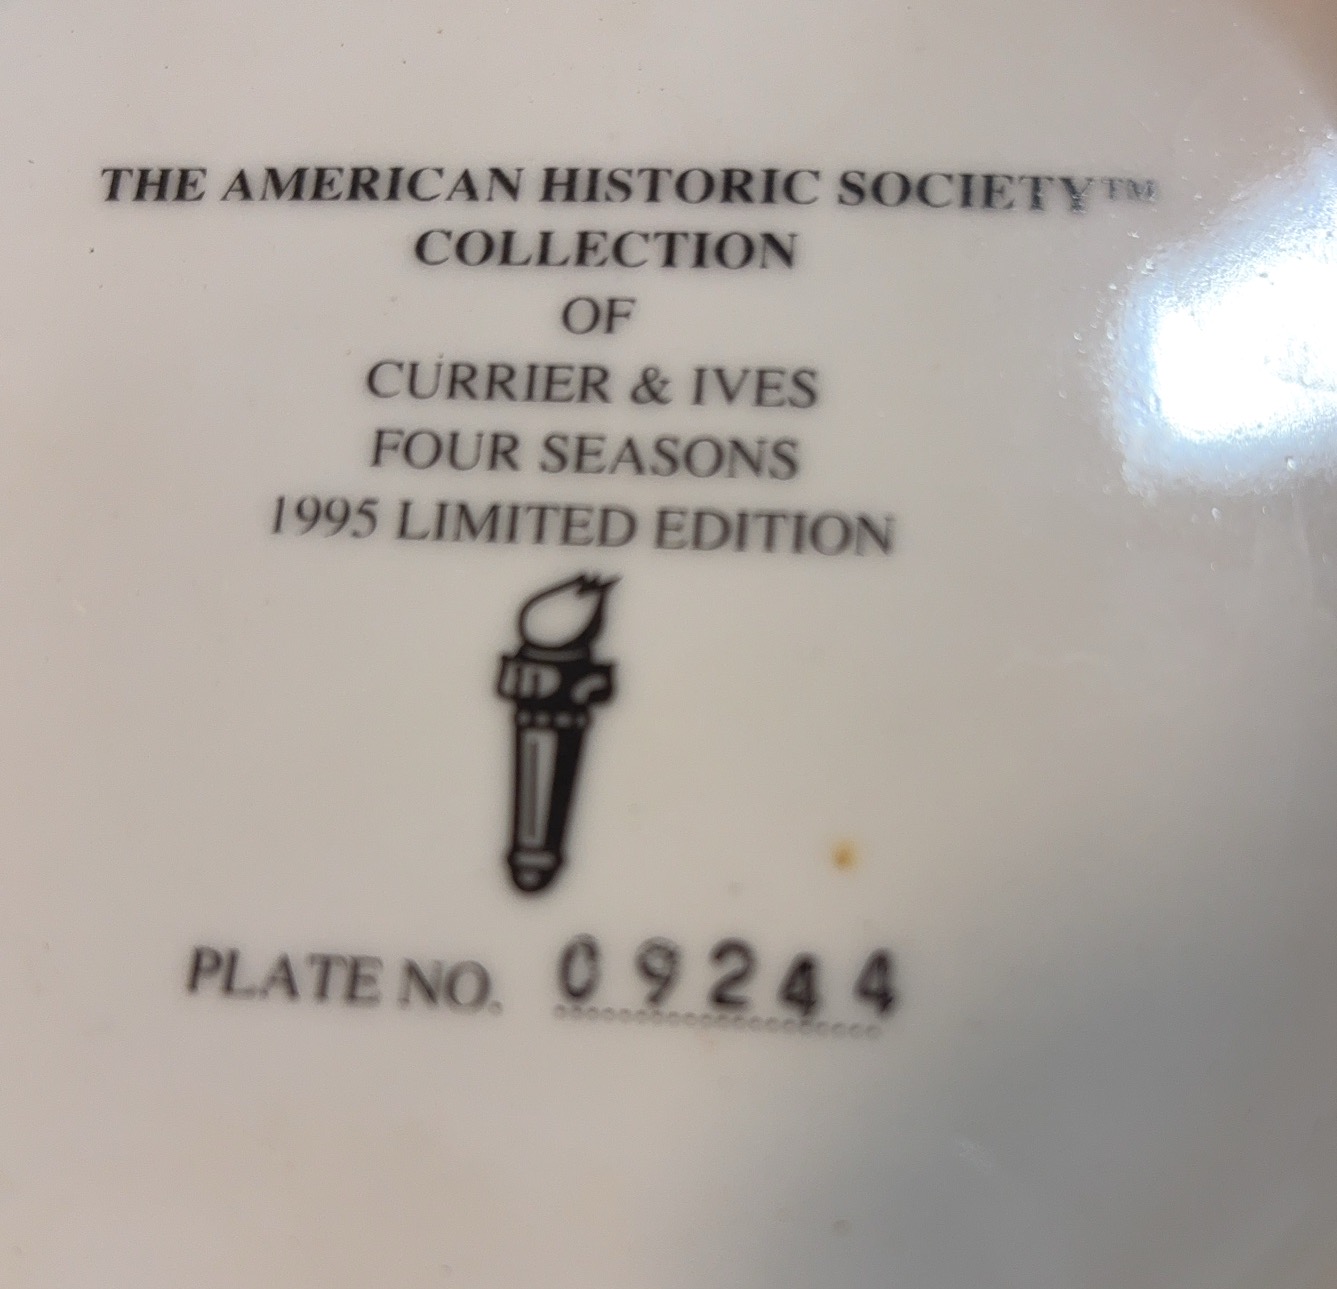 THE AMERICAN HISTORIC SOCIETY™
COLLECTION
OF
CURRIER & IVES
FOUR SEASONS
1995 LIMITED EDITION
PLATE NO. 09244